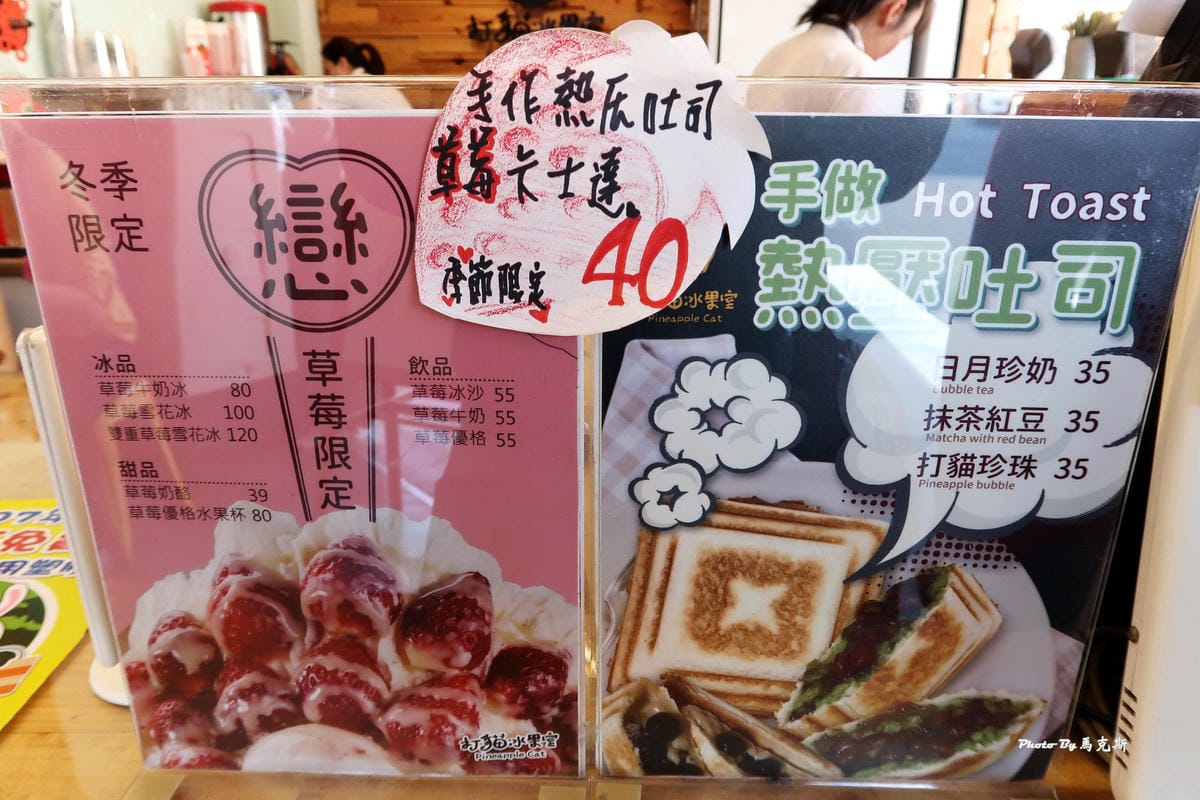 打貓冰果室
手作熱压吐司
草莓卡士達
季節限定
40
冬季
限定
戀
草莓限定
冰品
草莓牛奶冰 80
草莓雪花冰 100
雙重草莓雪花冰 120
甜品
草莓奶酪 39
草莓優格水果杯 80
飲品
草莓冰沙 55
草莓牛奶 55
草莓優格 55
打貓冰果室
Pineapple Cat
手做 Hot Toast
熱壓吐司
貓冰果室
Pineapple Cat
日月珍奶 35
Bubble tea
抹茶紅豆 35
Matcha with red bean
打貓珍珠 35
Pineapple bubble
Photo By 馬克斯